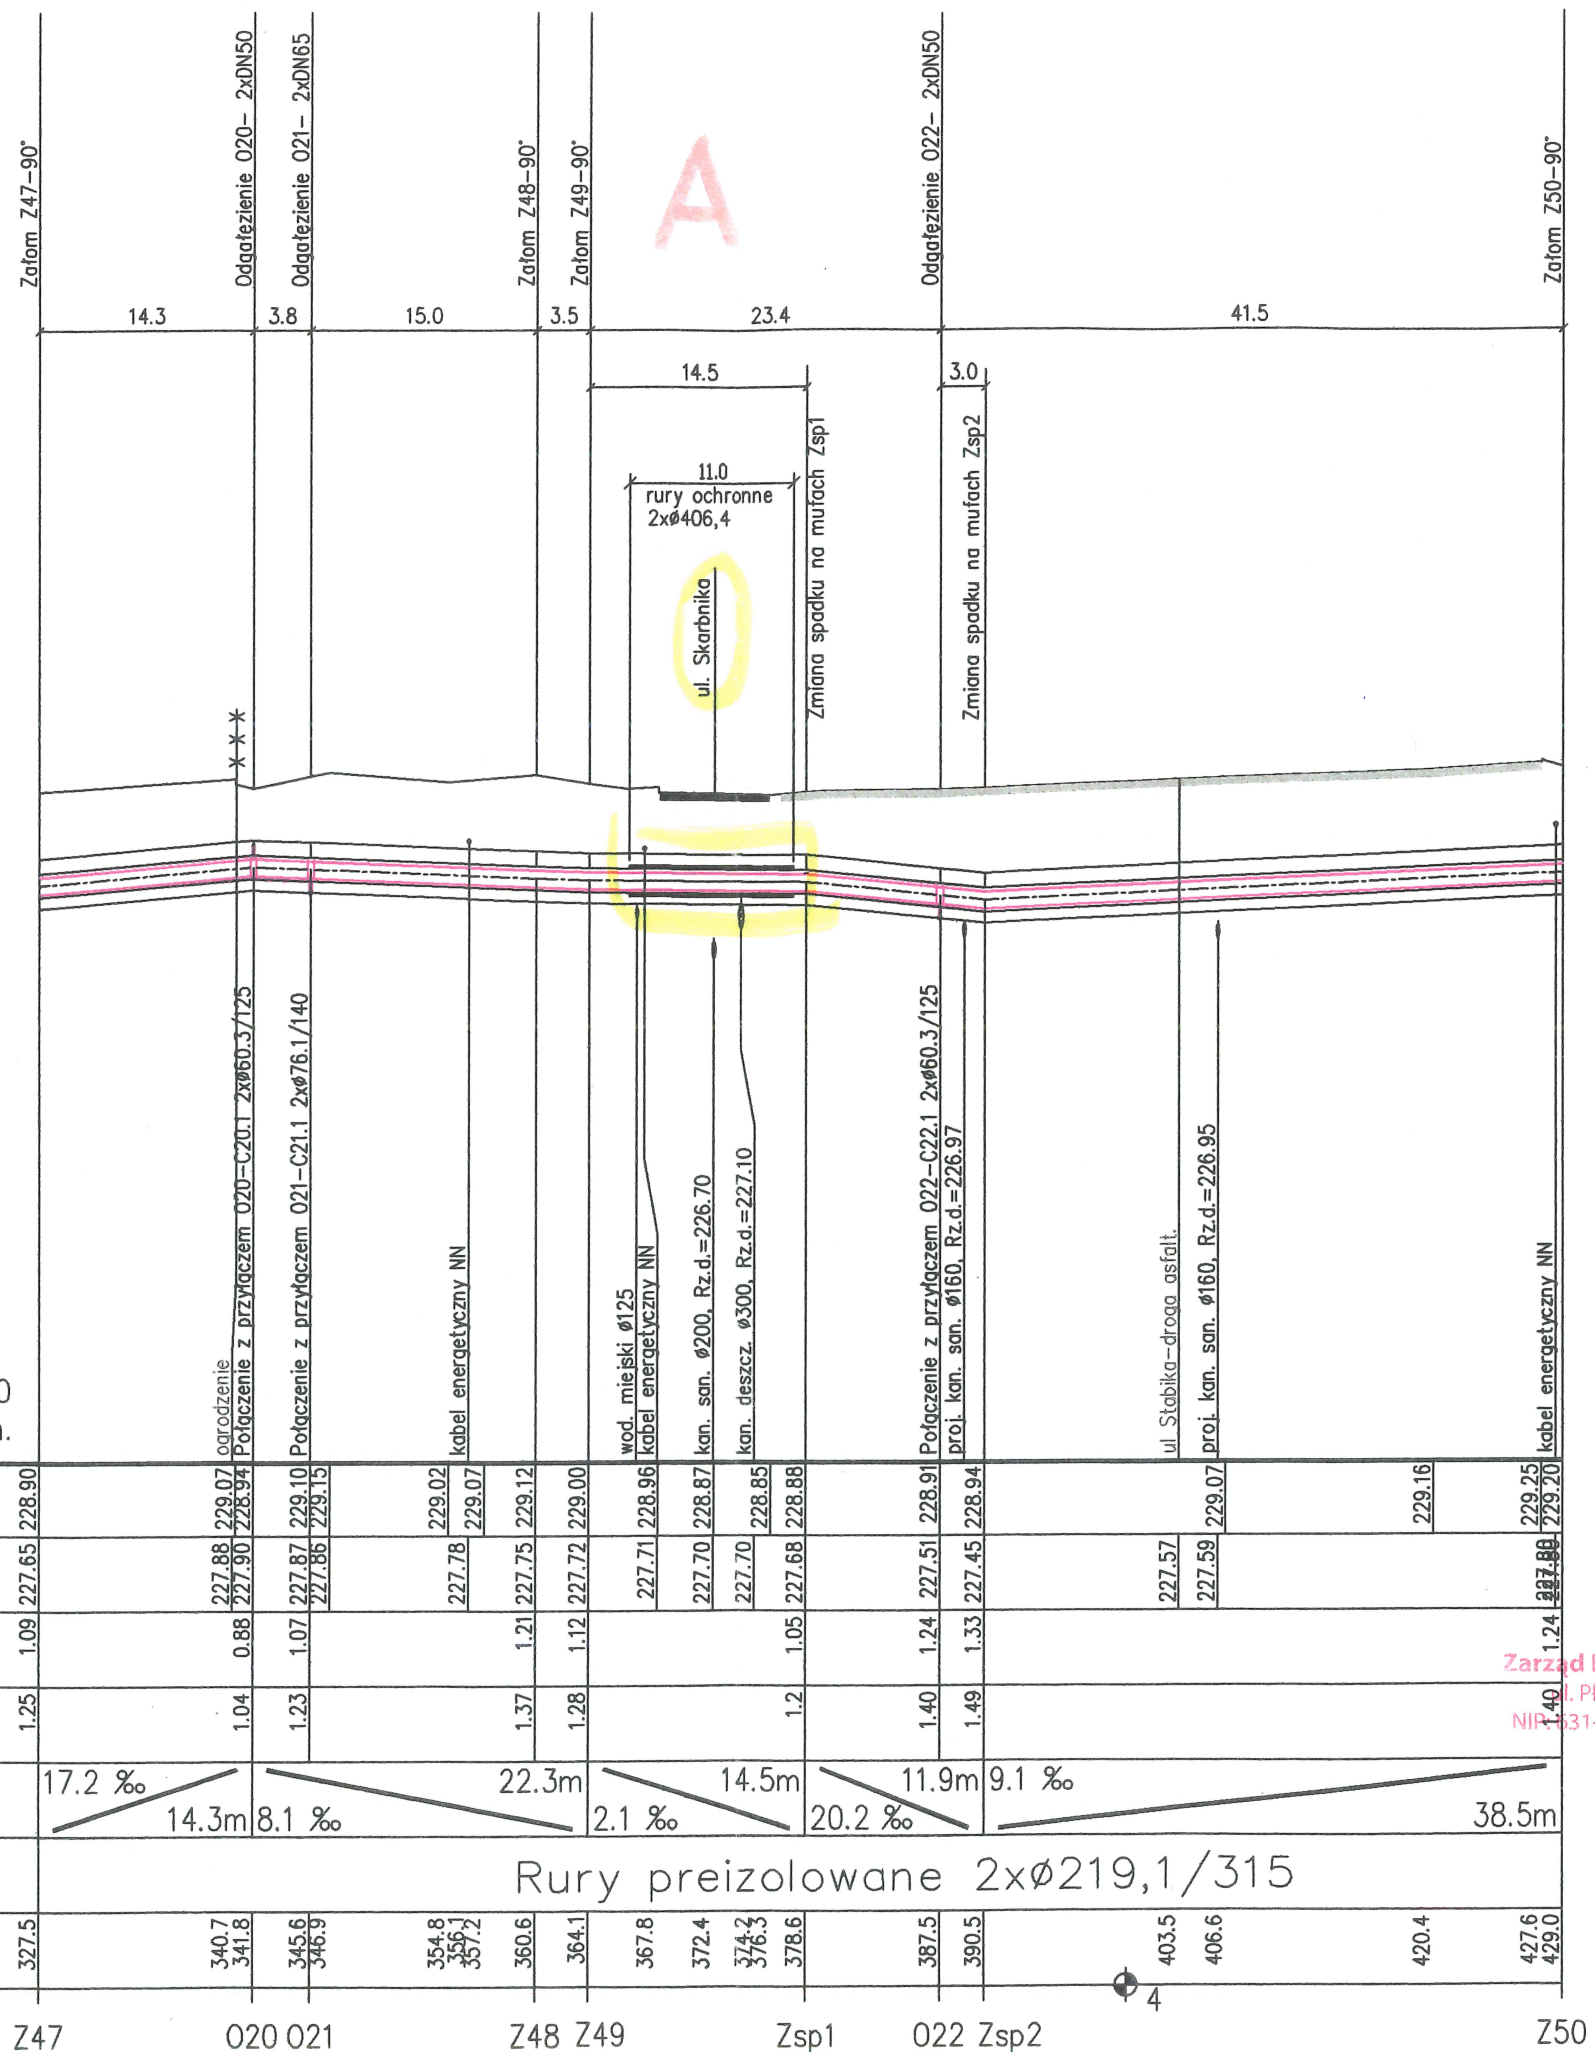 Załom Z47-90°
Odgałęzienie O20- 2xDN50
Odgałęzienie O21- 2xDN65
Załom Z48-90°
Załom Z49-90°
A
Odgałęzienie O22- 2xDN50
Załom Z50-90°
14.3 3.8 15.0 3.5 23.4 41.5
14.5 3.0
11.0
rury ochronne
2xø406,4
ul. Skarbnika
Zmiana spadku na mufach Zsp1
Zmiana spadku na mufach Zsp2
ogrodzenie
Połączenie z przyłączem O20-C20.1 2xø60.3/125
Połączenie z przyłączem O21-C21.1 2xø76.1/140
kabel energetyczny NN
wod. miejski ø125
kabel energetyczny NN
kan. san. ø200, Rz.d.=226.70
kan. deszcz. ø300, Rz.d.=227.10
Połączenie z przyłączem O22-C22.1 2xø60.3/125
proj. kan. san. ø160, Rz.d.=226.97
ul Stabika-droga asfalt.
proj. kan. san. ø160, Rz.d.=226.95
kabel energetyczny NN
228.90 229.07 228.94 229.10 229.15 229.02 229.07 229.12 229.00 228.96 228.87 228.85 228.88 228.91 228.94 229.07 229.16 229.25 229.20
227.65 227.88 227.90 227.87 227.86 227.78 227.75 227.72 227.71 227.70 227.70 227.68 227.51 227.45 227.57 227.59
1.09 0.88 1.07 1.21 1.12 1.05 1.24 1.33 1.24
1.25 1.04 1.23 1.37 1.28 1.2 1.40 1.49 1.40
Zarząd
NIP: 631-
17.2 ‰ 22.3m 14.5m 11.9m 9.1 ‰
14.3m 8.1 ‰ 2.1 ‰ 20.2 ‰ 38.5m
Rury preizolowane 2xø219,1/315
327.5 340.7 341.8 345.6 346.9 354.8 356.1 357.2 360.6 364.1 367.8 372.4 374.2 376.3 378.6 387.5 390.5 403.5 406.6 420.4 427.6 429.0
4
Z47 O20 O21 Z48 Z49 Zsp1 O22 Zsp2 Z50